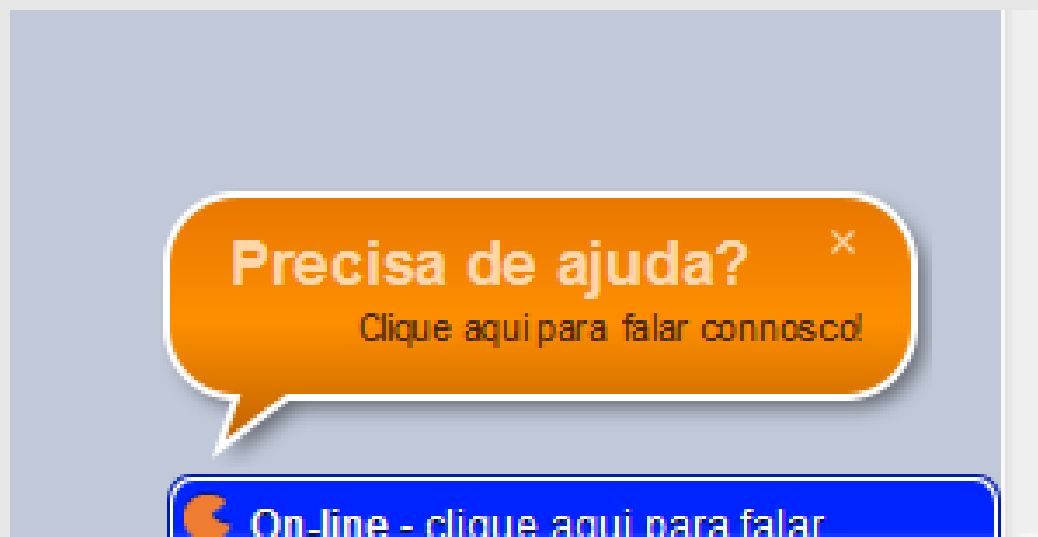 Precisa de ajuda?
×
Clique aqui para falar connosco!
On-line - clique aqui para falar